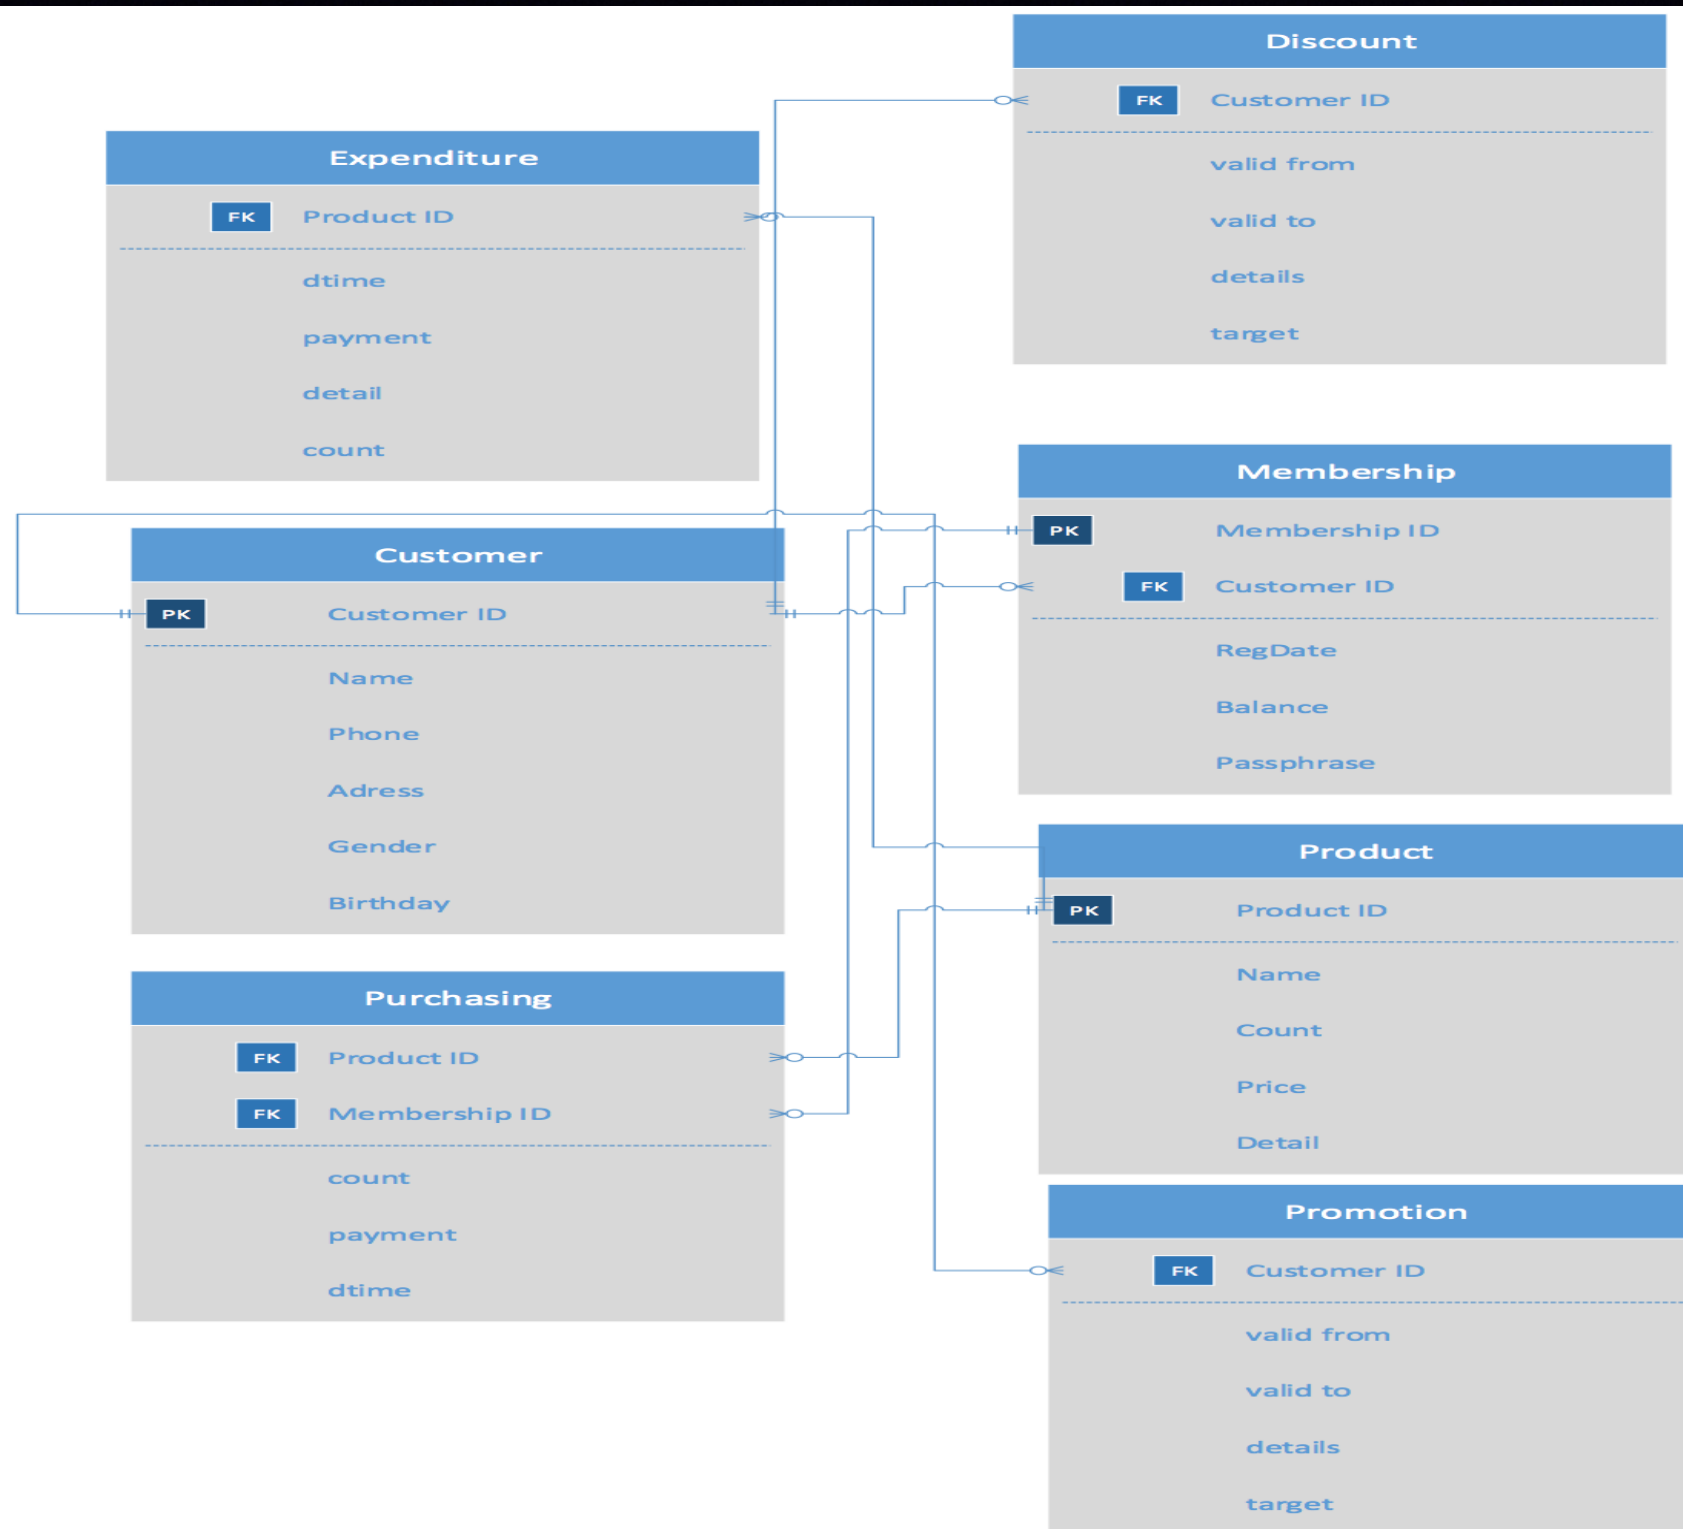 Discount
FK Customer ID
valid from
valid to
details
target
Expenditure
FK Product ID
dtime
payment
detail
count
Membership
PK Membership ID
FK Customer ID
RegDate
Balance
Passphrase
Customer
PK Customer ID
Name
Phone
Adress
Gender
Birthday
Product
PK Product ID
Name
Count
Price
Detail
Purchasing
FK Product ID
FK Membership ID
count
payment
dtime
Promotion
FK Customer ID
valid from
valid to
details
target